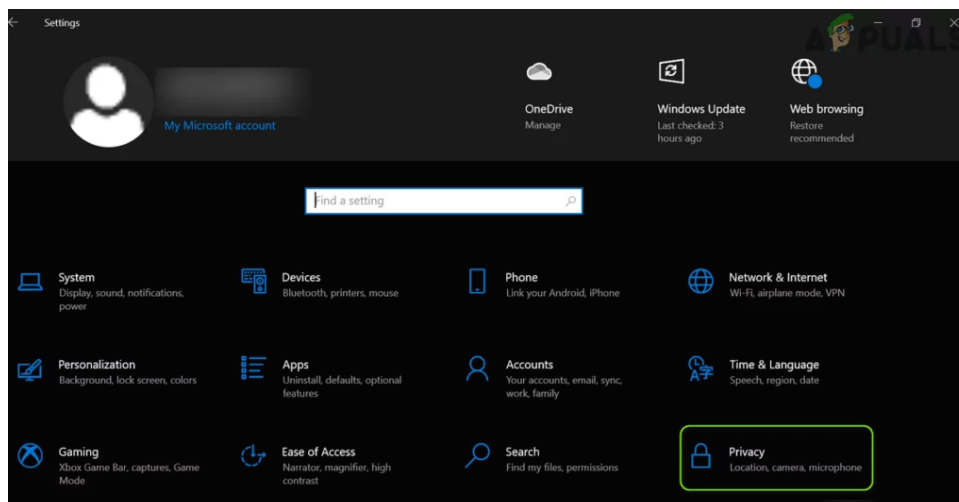 Settings
APPUALS
My Microsoft account
OneDrive
Manage
Windows Update
Last checked: 3
hours ago
Web browsing
Restore
recommended
Find a setting
System
Display, sound, notifications,
power
Devices
Bluetooth, printers, mouse
Phone
Link your Android, iPhone
Network & Internet
Wi-Fi, airplane mode, VPN
Personalization
Background, lock screen, colors
Apps
Uninstall, defaults, optional
features
Accounts
Your accounts, email, sync,
work, family
Time & Language
Speech, region, date
Gaming
Xbox Game Bar, captures, Game
Mode
Ease of Access
Narrator, magnifier, high
contrast
Search
Find my files, permissions
Privacy
Location, camera, microphone